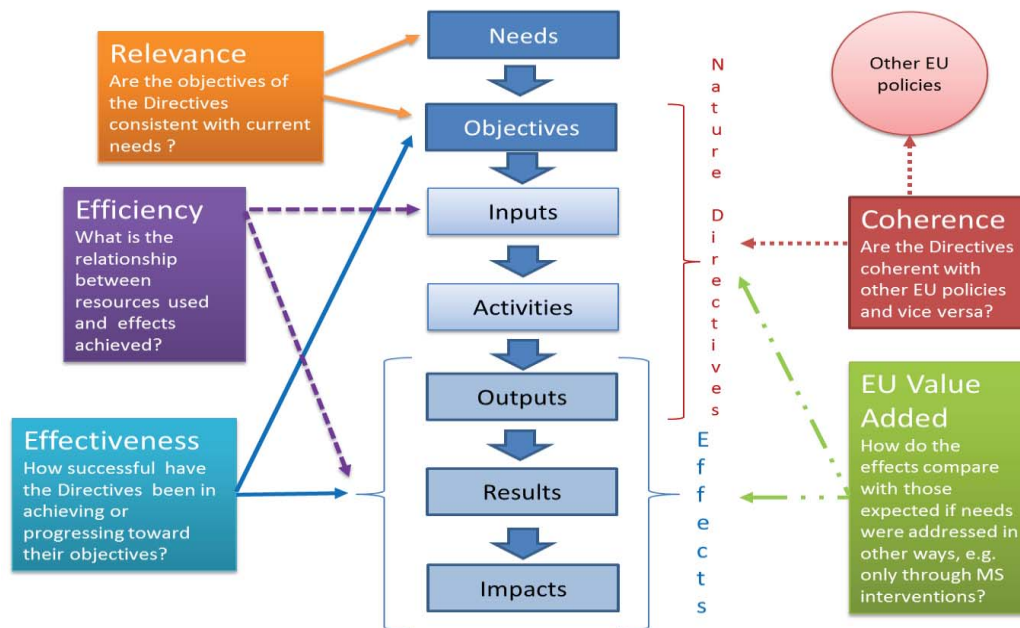 Relevance
Are the objectives of
the Directives
consistent with current
needs ?
Efficiency
What is the
relationship
between
resources used
and effects
achieved?
Effectiveness
How successful have
the Directives been in
achieving or
progressing toward
their objectives?
Needs
Objectives
Inputs
Activities
Outputs
Results
Impacts
Nature Directives
Effects
Other EU
policies
Coherence
Are the Directives
coherent with
other EU policies
and vice versa?
EU Value
Added
How do the
effects compare
with those
expected if needs
were addressed in
other ways, e.g.
only through MS
interventions?